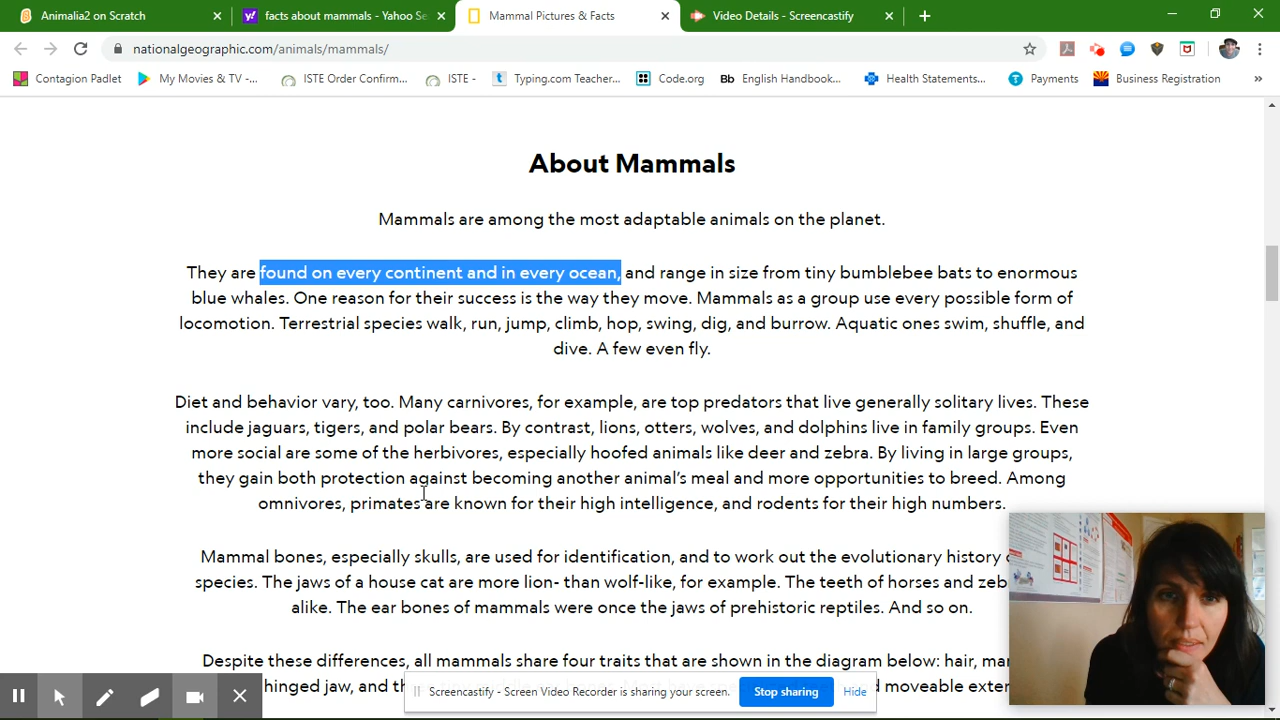 Animalia2 on Scratch
facts about mammals - Yahoo Se
Mammal Pictures & Facts
Video Details - Screencastify
nationalgeographic.com/animals/mammals/
Contagion Padlet
My Movies & TV -...
ISTE Order Confirm...
ISTE -
Typing.com Teacher...
Code.org
Bb English Handbook...
Health Statements...
Payments
Business Registration
About Mammals
Mammals are among the most adaptable animals on the planet.
They are found on every continent and in every ocean, and range in size from tiny bumblebee bats to enormous
blue whales. One reason for their success is the way they move. Mammals as a group use every possible form of
locomotion. Terrestrial species walk, run, jump, climb, hop, swing, dig, and burrow. Aquatic ones swim, shuffle, and
dive. A few even fly.
Diet and behavior vary, too. Many carnivores, for example, are top predators that live generally solitary lives. These
include jaguars, tigers, and polar bears. By contrast, lions, otters, wolves, and dolphins live in family groups. Even
more social are some of the herbivores, especially hoofed animals like deer and zebra. By living in large groups,
they gain both protection against becoming another animal's meal and more opportunities to breed. Among
omnivores, primates are known for their high intelligence, and rodents for their high numbers.
Mammal bones, especially skulls, are used for identification, and to work out the evolutionary history
species. The jaws of a house cat are more lion- than wolf-like, for example. The teeth of horses and
alike. The ear bones of mammals were once the jaws of prehistoric reptiles. And so on.
Despite these differences, all mammals share four traits that are shown in the diagram below: hair,
hinged jaw, and
moveable
Screencastify - Screen Video Recorder is sharing your screen.
Stop sharing
Hide